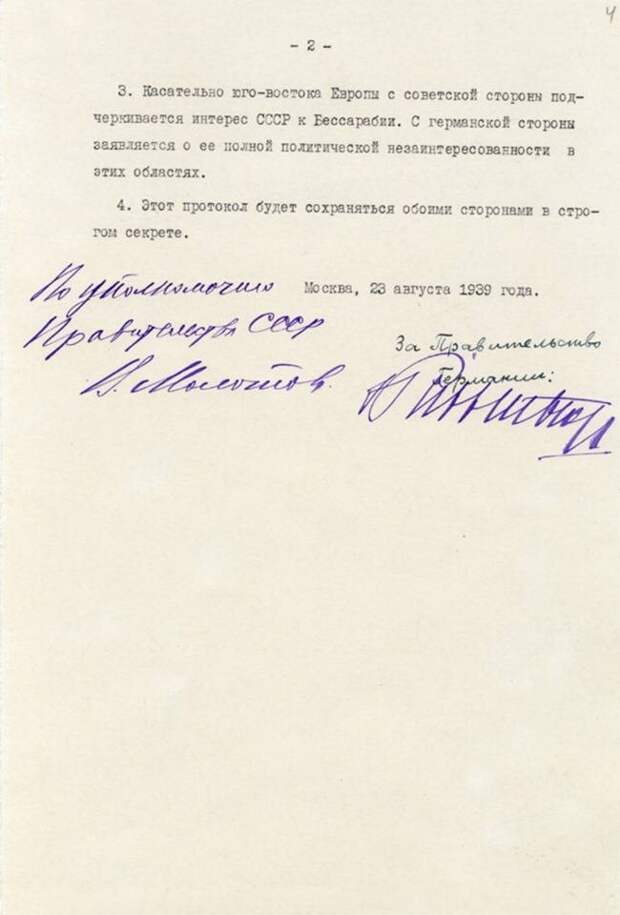 4
- 2 -
3. Касательно юго-востока Европы с советской стороны под-
черкивается интерес СССР к Бессарабии. С германской стороны
заявляется о ее полной политической незаинтересованности в
этих областях.
4. Этот протокол будет сохраняться обоими сторонами в стро-
гом секрете.
По уполномочию Москва, 23 августа 1939 года.
Правительства СССР
За Правительство
В. Молотов.
Германии: